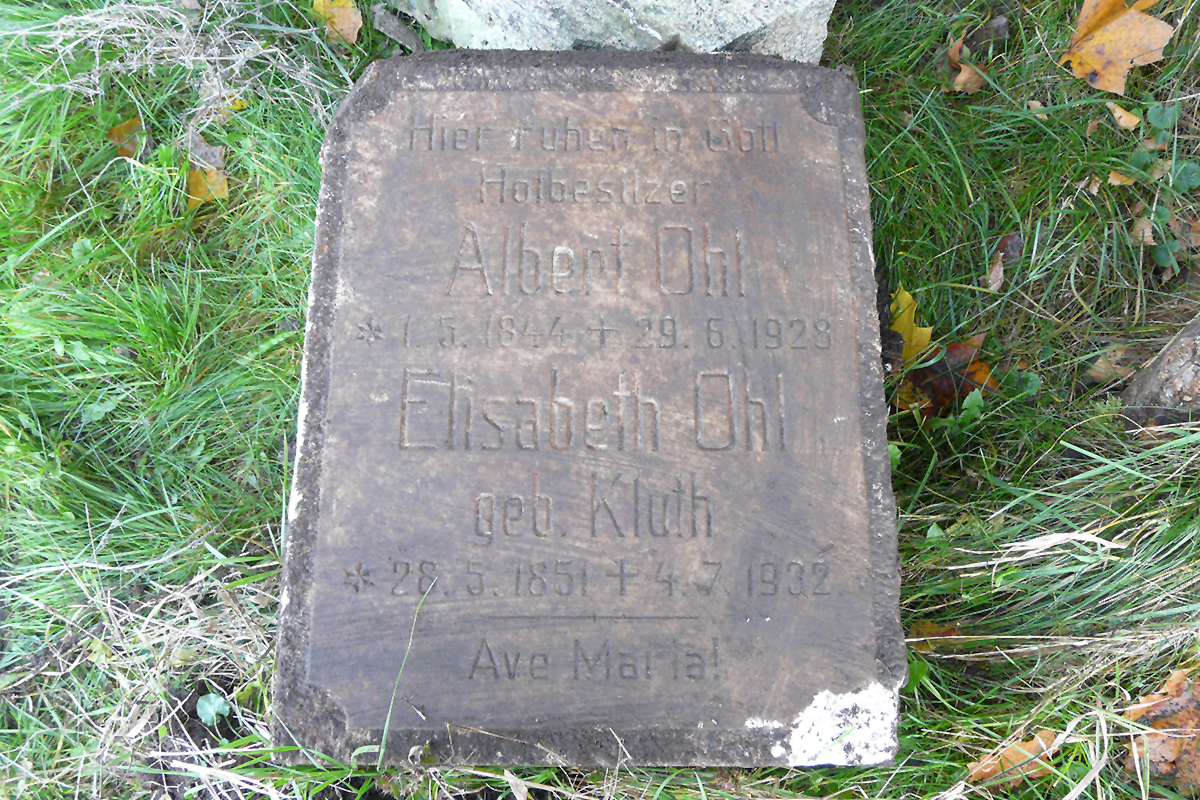 Hier ruhen in Gott
Hofbesitzer
Albert Ohl
* 1. 5. 1844 + 29. 6. 1928
Elisabeth Ohl
geb. Kluth
* 28. 5. 1851 + 4. 7. 1932
Ave Maria!